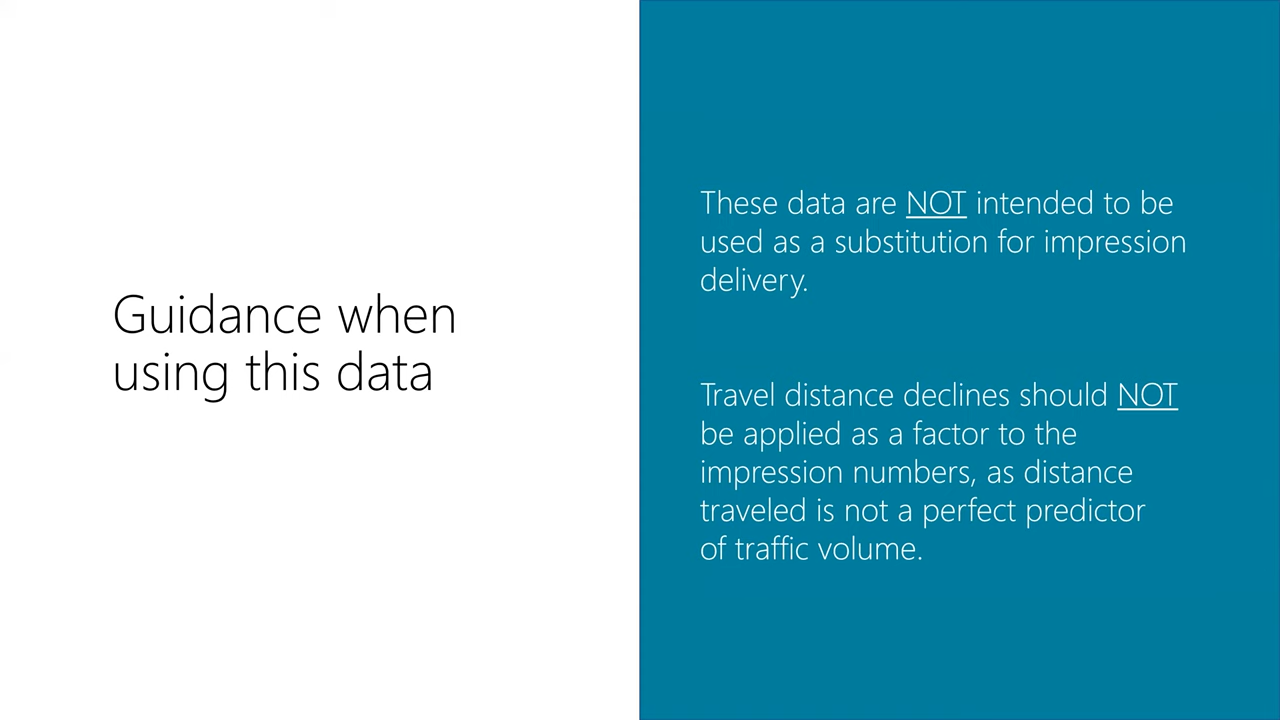 Guidance when
using this data
These data are NOT intended to be
used as a substitution for impression
delivery.
Travel distance declines should NOT
be applied as a factor to the
impression numbers, as distance
traveled is not a perfect predictor
of traffic volume.